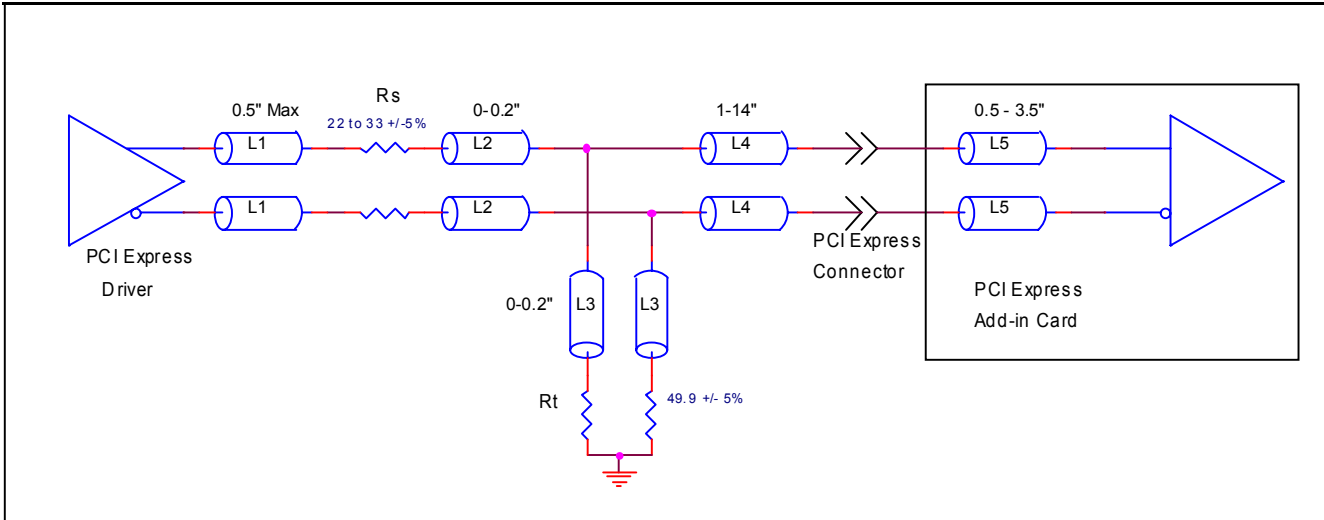 Rs
0.5" Max
0-0.2"
1-14"
0.5 - 3.5"
22 to 33 +/-5%
L1
L2
L4
L5
L1
L2
L4
L5
PCI Express
Driver
PCI Express
Connector
0-0.2"
L3
L3
PCI Express
Add-in Card
Rt
49.9 +/- 5%